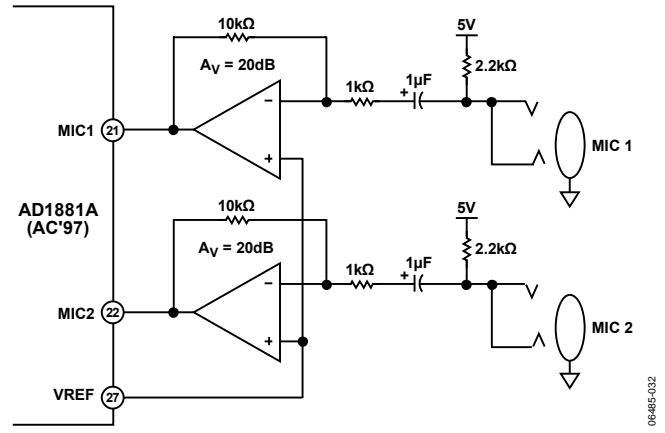 10kΩ
A_V = 20dB
5V
2.2kΩ
1µF
1kΩ
+
−
+
MIC1
21
MIC 1
AD1881A
(AC'97)
10kΩ
A_V = 20dB
5V
2.2kΩ
1µF
1kΩ
+
−
+
MIC2
22
MIC 2
VREF
27
06485-032